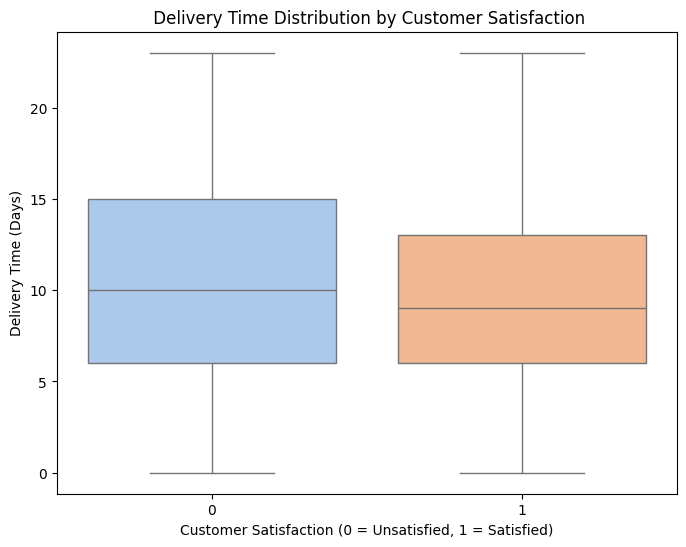 Delivery Time Distribution by Customer Satisfaction
Delivery Time (Days)
20
15
10
5
0
0
1
Customer Satisfaction (0 = Unsatisfied, 1 = Satisfied)